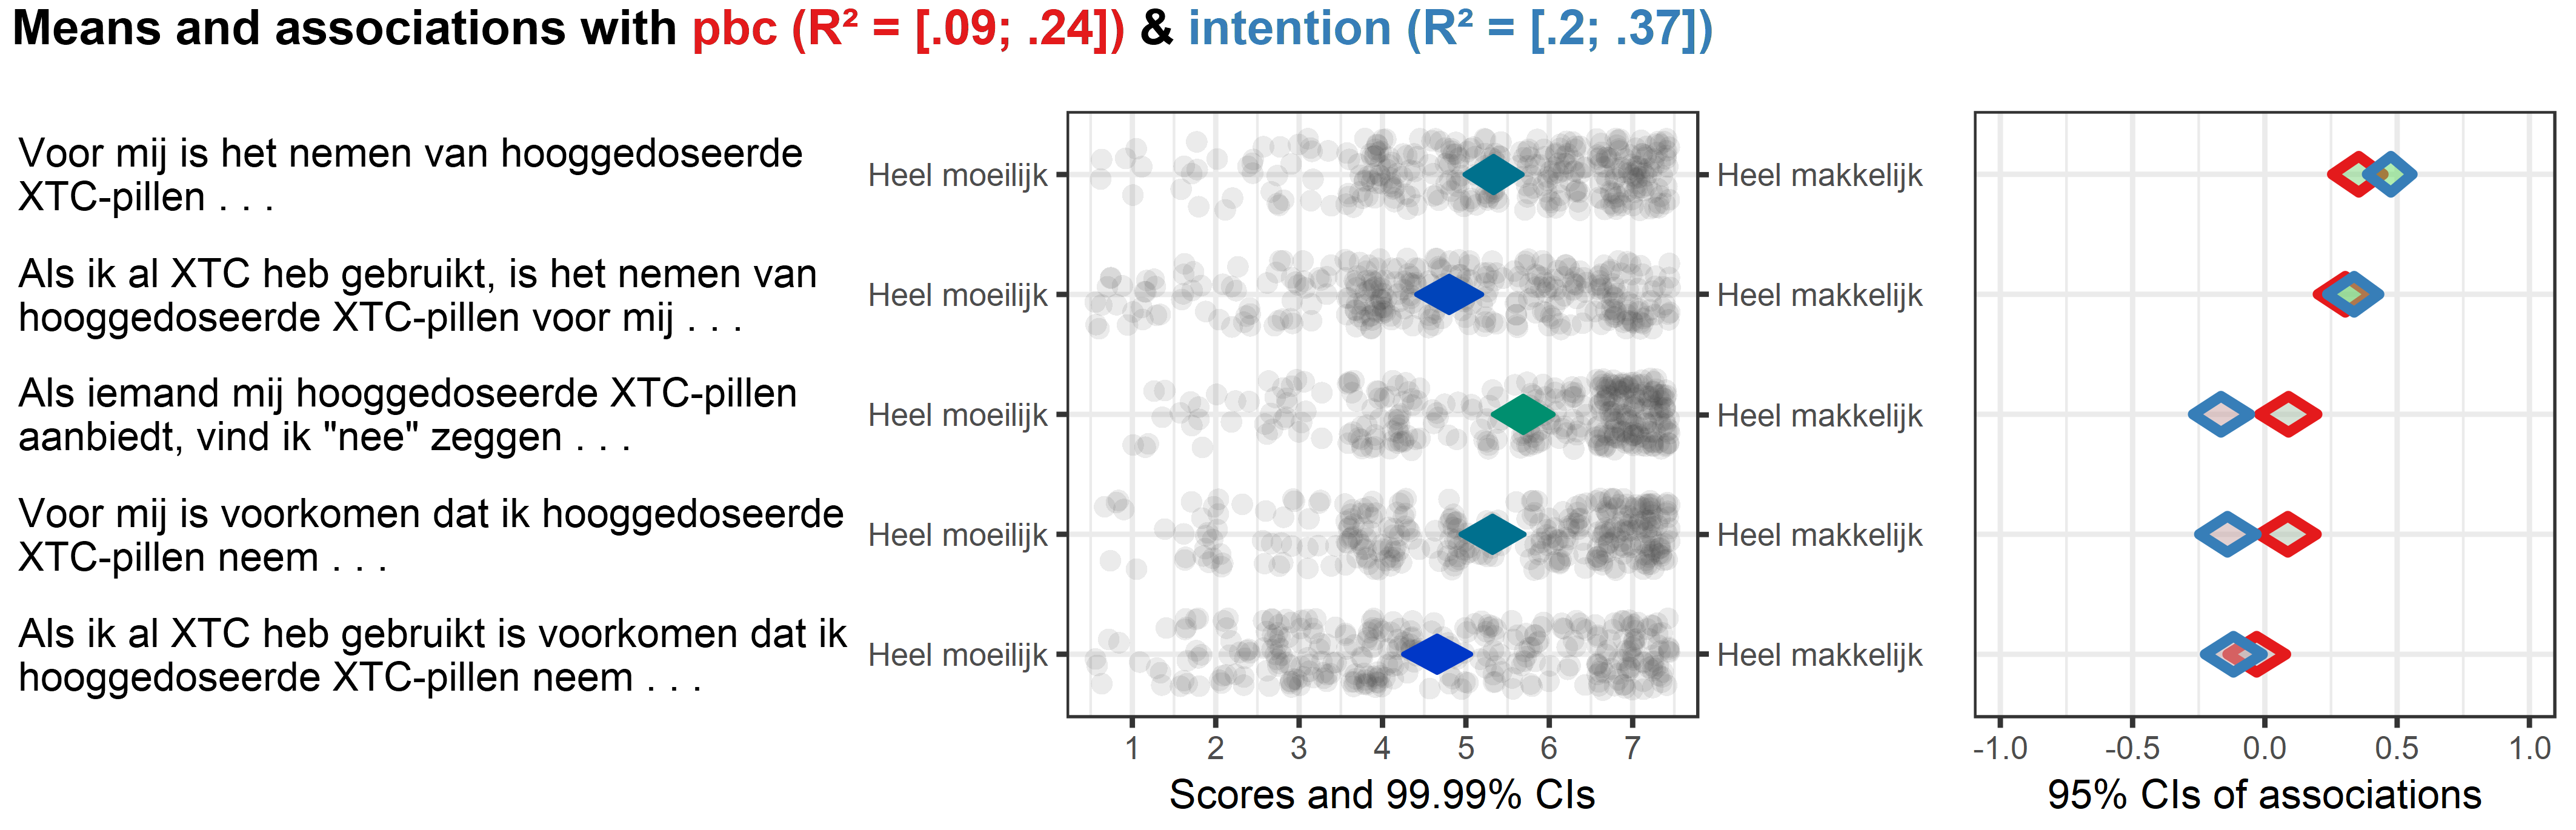 Means and associations with pbc (R² = [.09; .24]) & intention (R² = [.2; .37])
Voor mij is het nemen van hooggedoseerde
XTC-pillen . . .
Heel moeilijk
Heel makkelijk
Als ik al XTC heb gebruikt, is het nemen van
hooggedoseerde XTC-pillen voor mij . . .
Heel moeilijk
Heel makkelijk
Als iemand mij hooggedoseerde XTC-pillen
aanbiedt, vind ik "nee" zeggen . . .
Heel moeilijk
Heel makkelijk
Voor mij is voorkomen dat ik hooggedoseerde
XTC-pillen neem . . .
Heel moeilijk
Heel makkelijk
Als ik al XTC heb gebruikt is voorkomen dat ik
hooggedoseerde XTC-pillen neem . . .
Heel moeilijk
Heel makkelijk
1 2 3 4 5 6 7
Scores and 99.99% CIs
-1.0 -0.5 0.0 0.5 1.0
95% CIs of associations